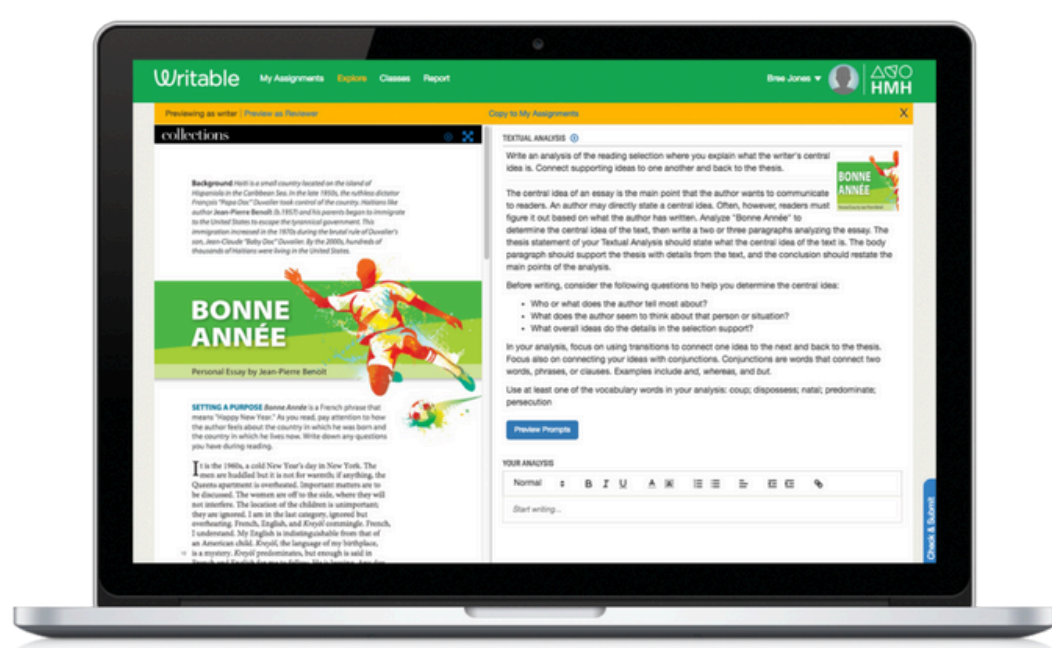 Writable My Assignments Explore Classes Report Bree Jones HMH
Previewing as writer | Preview as Reviewer Copy to My Assignments X
collections
Background Haiti is a small country located on the island of
Hispaniola in the Caribbean Sea. In the late 1950s, the ruthless dictator
François "Papa Doc" Duvalier took control of the country. Haitians like
author Jean-Pierre Benoît (b.1957) and his parents began to immigrate
to the United States to escape the tyrannical government. This
immigration increased in the 1970s during the brutal rule of Duvalier's
son, Jean-Claude "Baby Doc" Duvalier. By the 2000s, hundreds of
thousands of Haitians were living in the United States.
BONNE
ANNÉE
Personal Essay by Jean-Pierre Benoît
SETTING A PURPOSE Bonne Année is a French phrase that
means "Happy New Year." As you read, pay attention to how
the author feels about the country in which he was born and
the country in which he lives now. Write down any questions
you have during reading.
It is the 1960s, a cold New Year's day in New York. The
men are huddled but it is not for warmth; if anything, the
Queens apartment is overheated. Important matters are to
be discussed. The women are off to the side, where they will
not interfere. The location of the children is unimportant;
they are ignored. I am in the last category, ignored but
overhearing. French, English, and Kreyòl commingle. French,
I understand. My English is indistinguishable from that of
an American child. Kreyòl, the language of my birthplace,
is a mystery. Kreyòl predominates, but enough is said in
French and English for me to follow.
TEXTUAL ANALYSIS
Write an analysis of the reading selection where you explain what the writer's central
idea is. Connect supporting ideas to one another and back to the thesis.
BONNE
ANNÉE
The central idea of an essay is the main point that the author wants to communicate
to readers. An author may directly state a central idea. Often, however, readers must
figure it out based on what the author has written. Analyze "Bonne Année" to
determine the central idea of the text, then write a two or three paragraphs analyzing the essay. The
thesis statement of your Textual Analysis should state what the central idea of the text is. The body
paragraph should support the thesis with details from the text, and the conclusion should restate the
main points of the analysis.
Before writing, consider the following questions to help you determine the central idea:
• Who or what does the author tell most about?
• What does the author seem to think about that person or situation?
• What overall ideas do the details in the selection support?
In your analysis, focus on using transitions to connect one idea to the next and back to the thesis.
Focus also on connecting your ideas with conjunctions. Conjunctions are words that connect two
words, phrases, or clauses. Examples include and, whereas, and but.
Use at least one of the vocabulary words in your analysis: coup; dispossess; natal; predominate;
persecution
Preview Prompts
YOUR ANALYSIS
Normal B I U A
Start writing...
Check & Submit